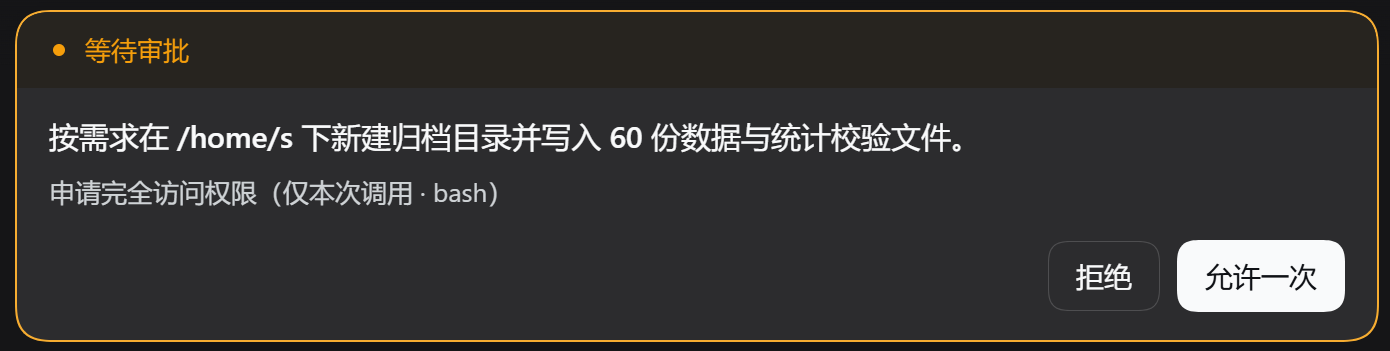 等待审批
按需求在 /home/s 下新建归档目录并写入 60 份数据与统计校验文件。
申请完全访问权限（仅本次调用 · bash）
拒绝
允许一次